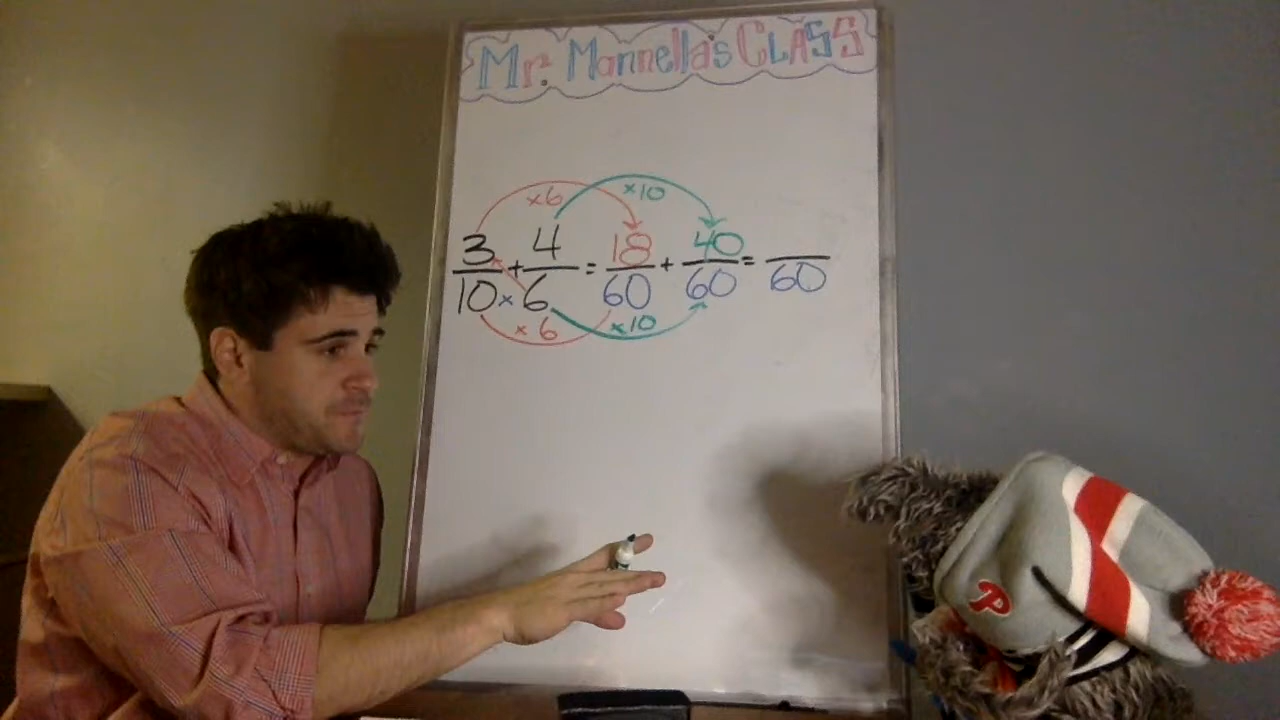 Mr. Mannella's CLASS
×6 ×10
3/10 + 4/6 = 18/60 + 40/60 = /60
×
×6 ×10
P